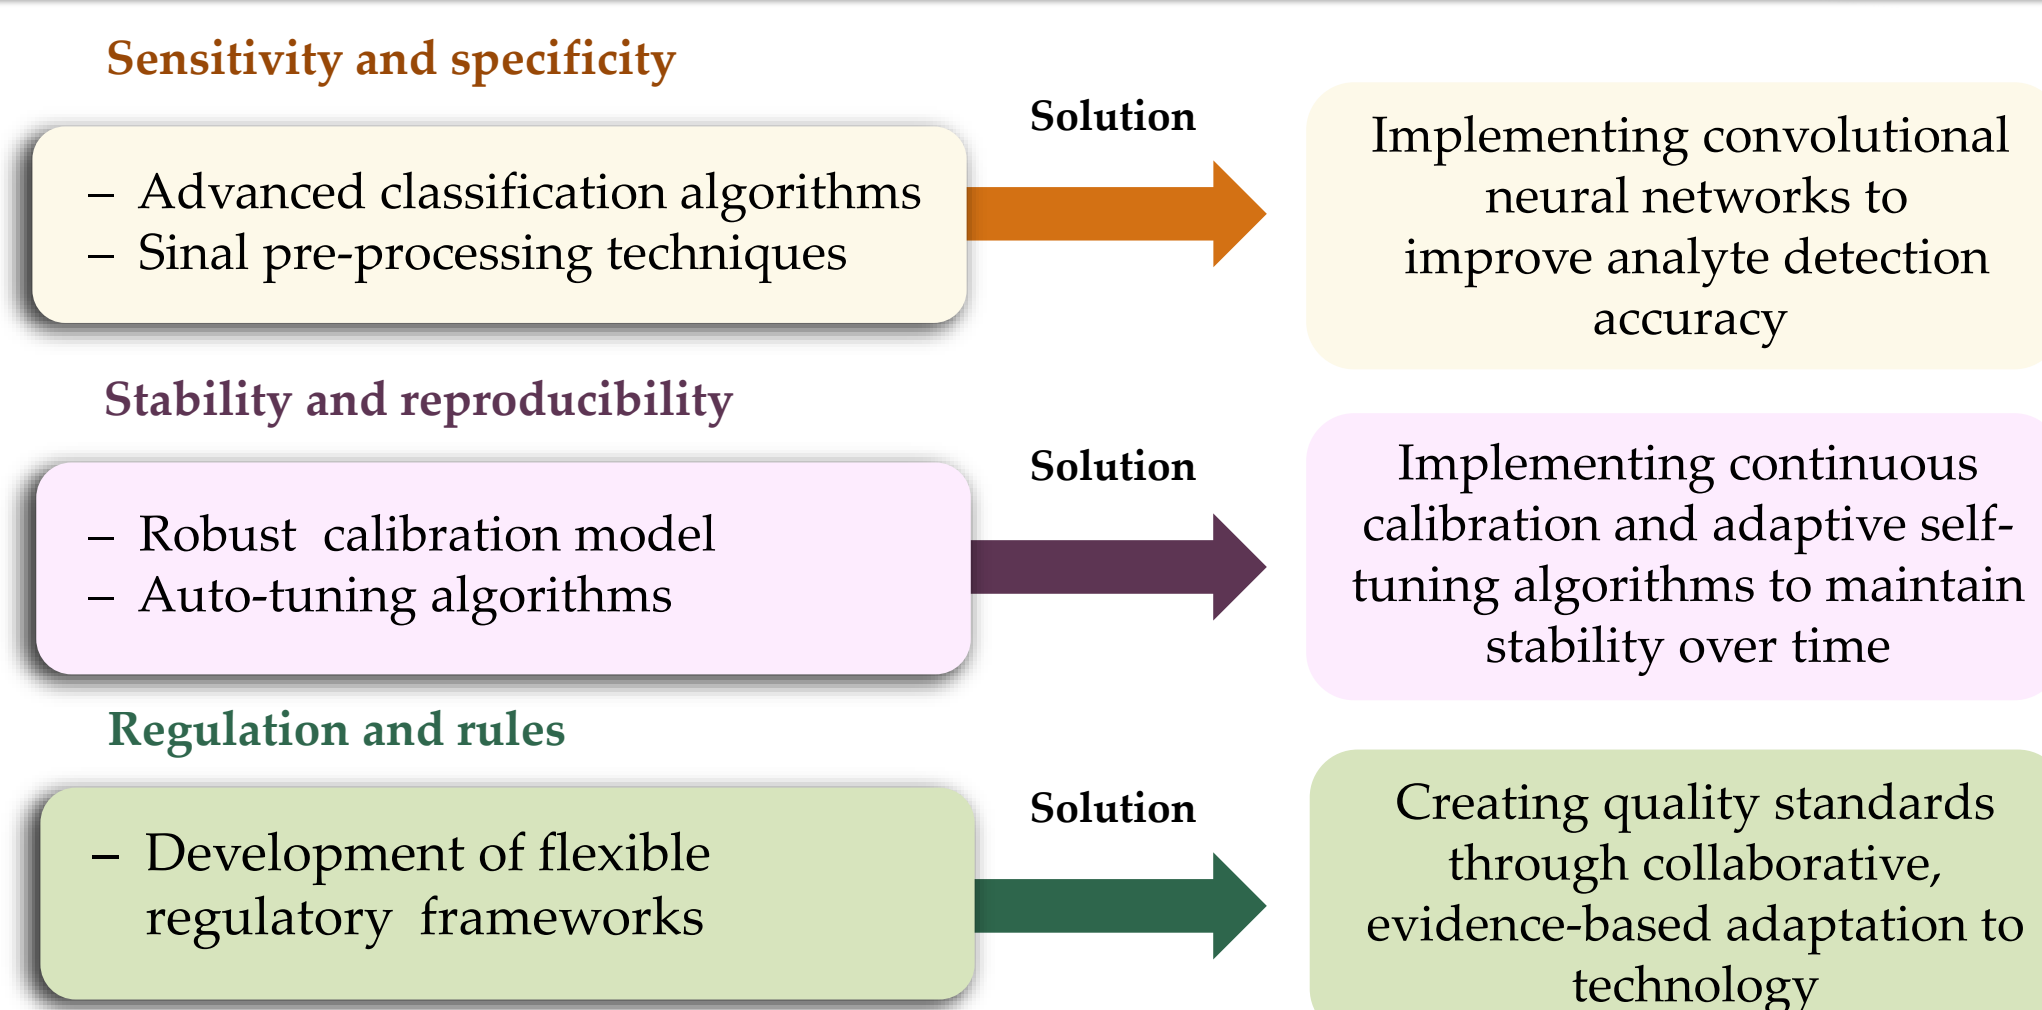 Sensitivity and specificity
– Advanced classification algorithms
– Sinal pre-processing techniques
Solution
Implementing convolutional
neural networks to
improve analyte detection
accuracy
Stability and reproducibility
– Robust calibration model
– Auto-tuning algorithms
Solution
Implementing continuous
calibration and adaptive self-
tuning algorithms to maintain
stability over time
Regulation and rules
– Development of flexible
regulatory frameworks
Solution
Creating quality standards
through collaborative,
evidence-based adaptation to
technology